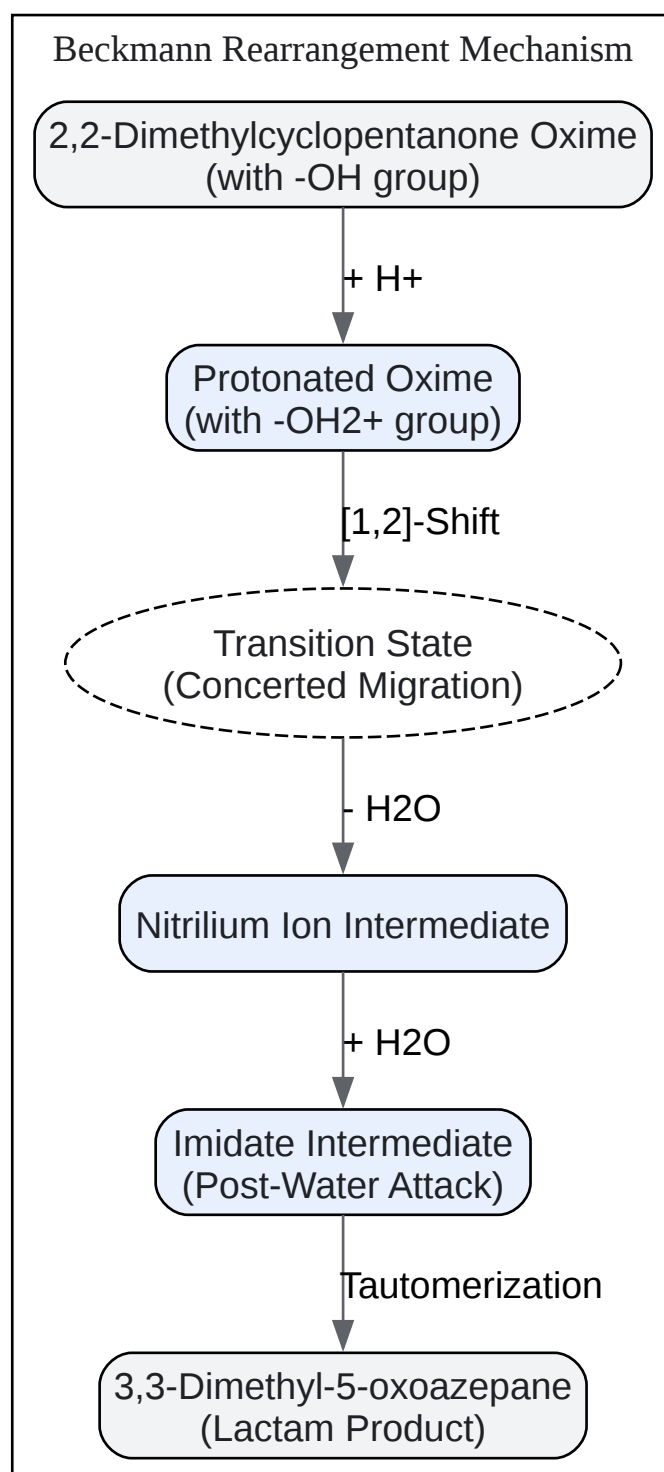 Beckmann Rearrangement Mechanism
2,2-Dimethylcyclopentanone Oxime
(with -OH group)
+ H+
Protonated Oxime
(with -OH2+ group)
[1,2]-Shift
Transition State
(Concerted Migration)
- H2O
Nitrilium Ion Intermediate
+ H2O
Imidate Intermediate
(Post-Water Attack)
Tautomerization
3,3-Dimethyl-5-oxoazepane
(Lactam Product)